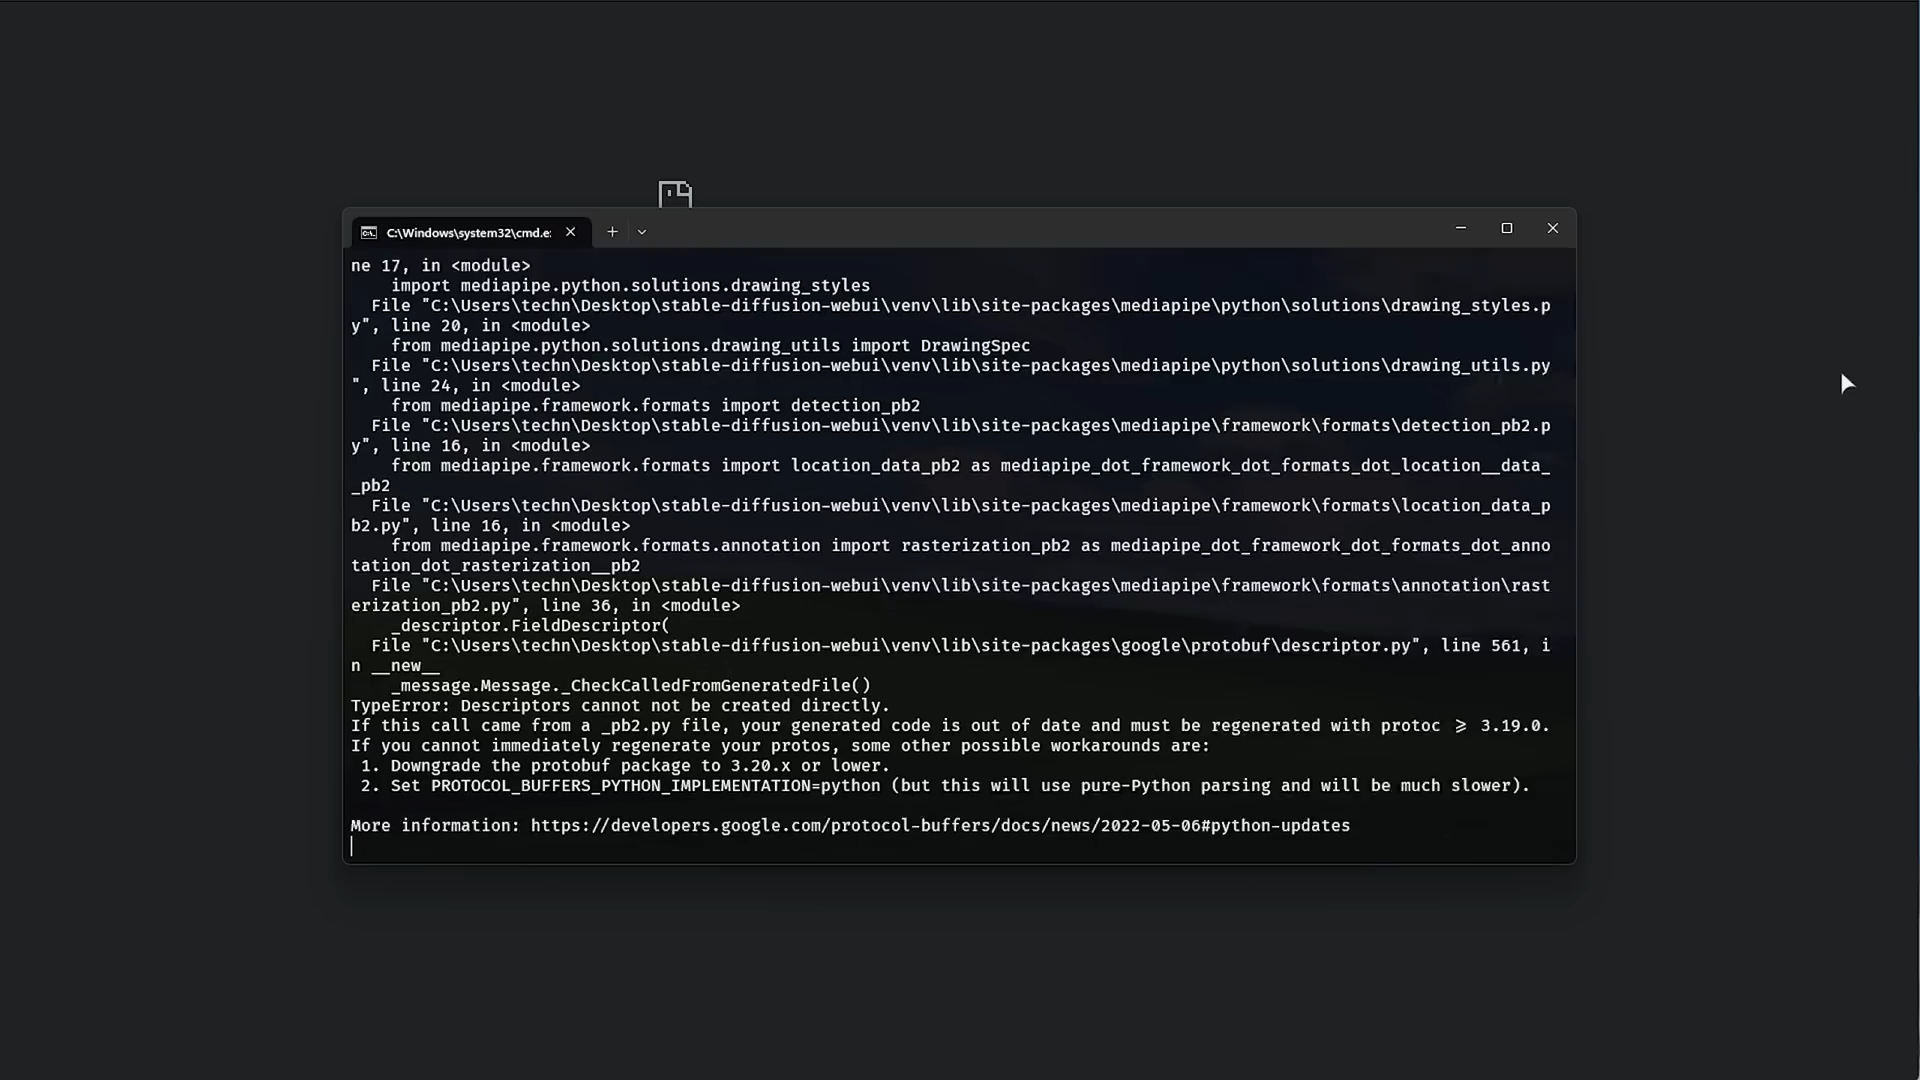 C:\Windows\system32\cmd.e:
ne 17, in <module>
    import mediapipe.python.solutions.drawing_styles
  File "C:\Users\techn\Desktop\stable-diffusion-webui\venv\lib\site-packages\mediapipe\python\solutions\drawing_styles.p
y", line 20, in <module>
    from mediapipe.python.solutions.drawing_utils import DrawingSpec
  File "C:\Users\techn\Desktop\stable-diffusion-webui\venv\lib\site-packages\mediapipe\python\solutions\drawing_utils.py
", line 24, in <module>
    from mediapipe.framework.formats import detection_pb2
  File "C:\Users\techn\Desktop\stable-diffusion-webui\venv\lib\site-packages\mediapipe\framework\formats\detection_pb2.p
y", line 16, in <module>
    from mediapipe.framework.formats import location_data_pb2 as mediapipe_dot_framework_dot_formats_dot_location__data_
_pb2
  File "C:\Users\techn\Desktop\stable-diffusion-webui\venv\lib\site-packages\mediapipe\framework\formats\location_data_p
b2.py", line 16, in <module>
    from mediapipe.framework.formats.annotation import rasterization_pb2 as mediapipe_dot_framework_dot_formats_dot_anno
tation_dot_rasterization__pb2
  File "C:\Users\techn\Desktop\stable-diffusion-webui\venv\lib\site-packages\mediapipe\framework\formats\annotation\rast
erization_pb2.py", line 36, in <module>
    _descriptor.FieldDescriptor(
  File "C:\Users\techn\Desktop\stable-diffusion-webui\venv\lib\site-packages\google\protobuf\descriptor.py", line 561, i
n __new__
    _message.Message._CheckCalledFromGeneratedFile()
TypeError: Descriptors cannot not be created directly.
If this call came from a _pb2.py file, your generated code is out of date and must be regenerated with protoc >= 3.19.0.
If you cannot immediately regenerate your protos, some other possible workarounds are:
 1. Downgrade the protobuf package to 3.20.x or lower.
 2. Set PROTOCOL_BUFFERS_PYTHON_IMPLEMENTATION=python (but this will use pure-Python parsing and will be much slower).
More information: https://developers.google.com/protocol-buffers/docs/news/2022-05-06#python-updates